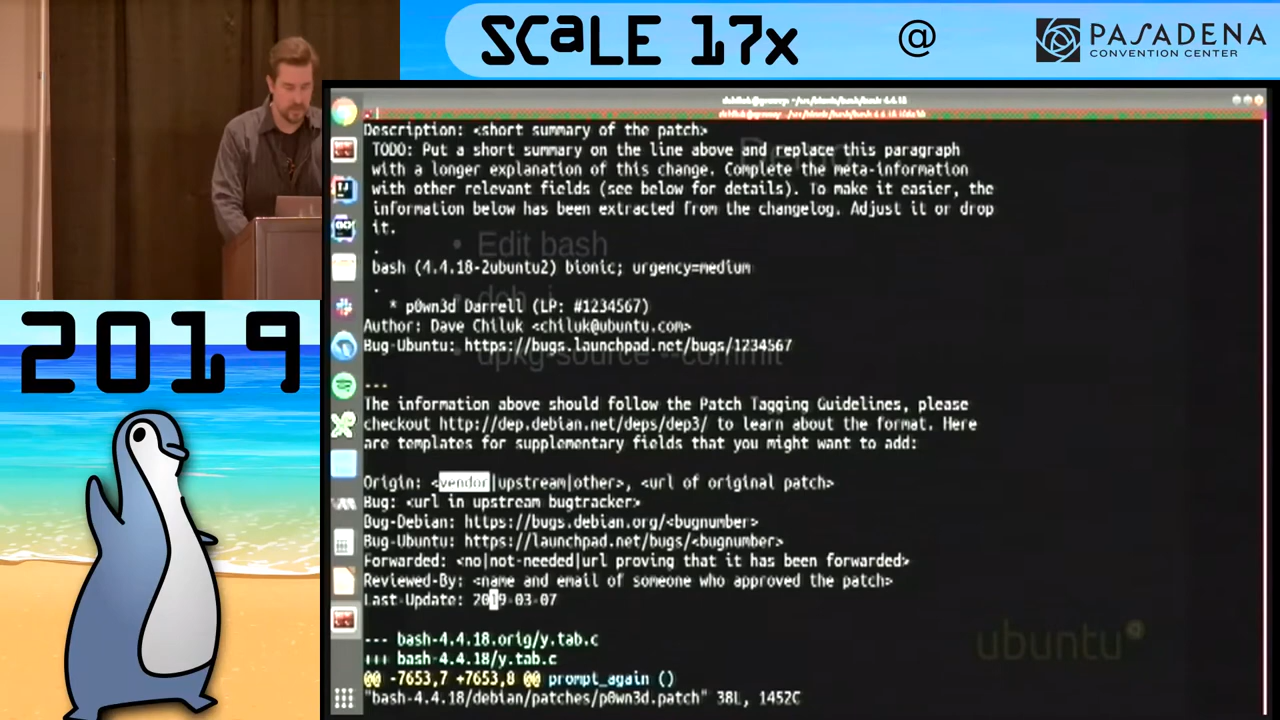 SCaLE 17x
@
PASADENA
CONVENTION CENTER
2019
Description: <short summary of the patch>
TODO: Put a short summary on the line above and replace this paragraph
with a longer explanation of this change. Complete the meta-information
with other relevant fields (see below for details). To make it easier, the
information below has been extracted from the changelog. Adjust it or drop
it.
.
• Edit bash
bash (4.4.18-2ubuntu2) bionic; urgency=medium
.
* p0wn3d Darrell (LP: #1234567)
Author: Dave Chiluk <chiluk@ubuntu.com>
Bug-Ubuntu: https://bugs.launchpad.net/bugs/1234567
• dpkg-source --commit
---
The information above should follow the Patch Tagging Guidelines, please
checkout http://dep.debian.net/deps/dep3/ to learn about the format. Here
are templates for supplementary fields that you might want to add:
Origin: <vendor|upstream|other>, <url of original patch>
Bug: <url in upstream bugtracker>
Bug-Debian: https://bugs.debian.org/<bugnumber>
Bug-Ubuntu: https://launchpad.net/bugs/<bugnumber>
Forwarded: <no|not-needed|url proving that it has been forwarded>
Reviewed-By: <name and email of someone who approved the patch>
Last-Update: 2019-03-07
ubuntu
--- bash-4.4.18.orig/y.tab.c
+++ bash-4.4.18/y.tab.c
@@ -7653,7 +7653,8 @@ prompt_again ()
"bash-4.4.18/debian/patches/p0wn3d.patch" 38L, 1452C